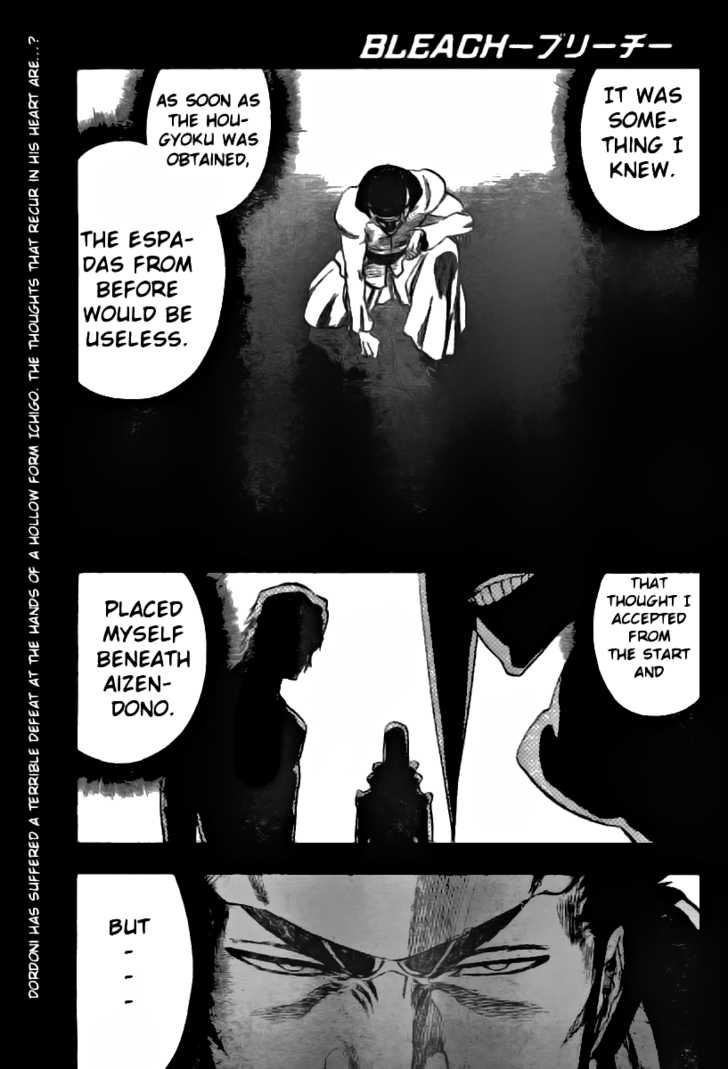 BLEACH—ブリーチ—
IT WAS
SOME-
THING I
KNEW.
AS SOON AS
THE HOU-
GYOKU WAS
OBTAINED,
THE ESPA-
DAS FROM
BEFORE
WOULD BE
USELESS.
THAT
THOUGHT I
ACCEPTED
FROM
THE START
AND
PLACED
MYSELF
BENEATH
AIZEN-
DONO.
BUT
-
-
-
DORDONI HAS SUFFERED A TERRIBLE DEFEAT AT THE HANDS OF A HOLLOW FORM ICHIGO. THE THOUGHTS THAT RECUR IN HIS HEART ARE...?